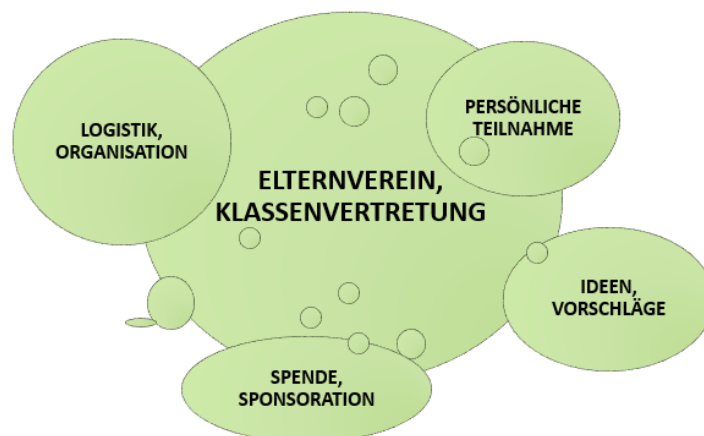 LOGISTIK,
ORGANISATION
PERSÖNLICHE
TEILNAHME
ELTERNVEREIN,
KLASSENVERTRETUNG
IDEEN,
VORSCHLÄGE
SPENDE,
SPONSORATION